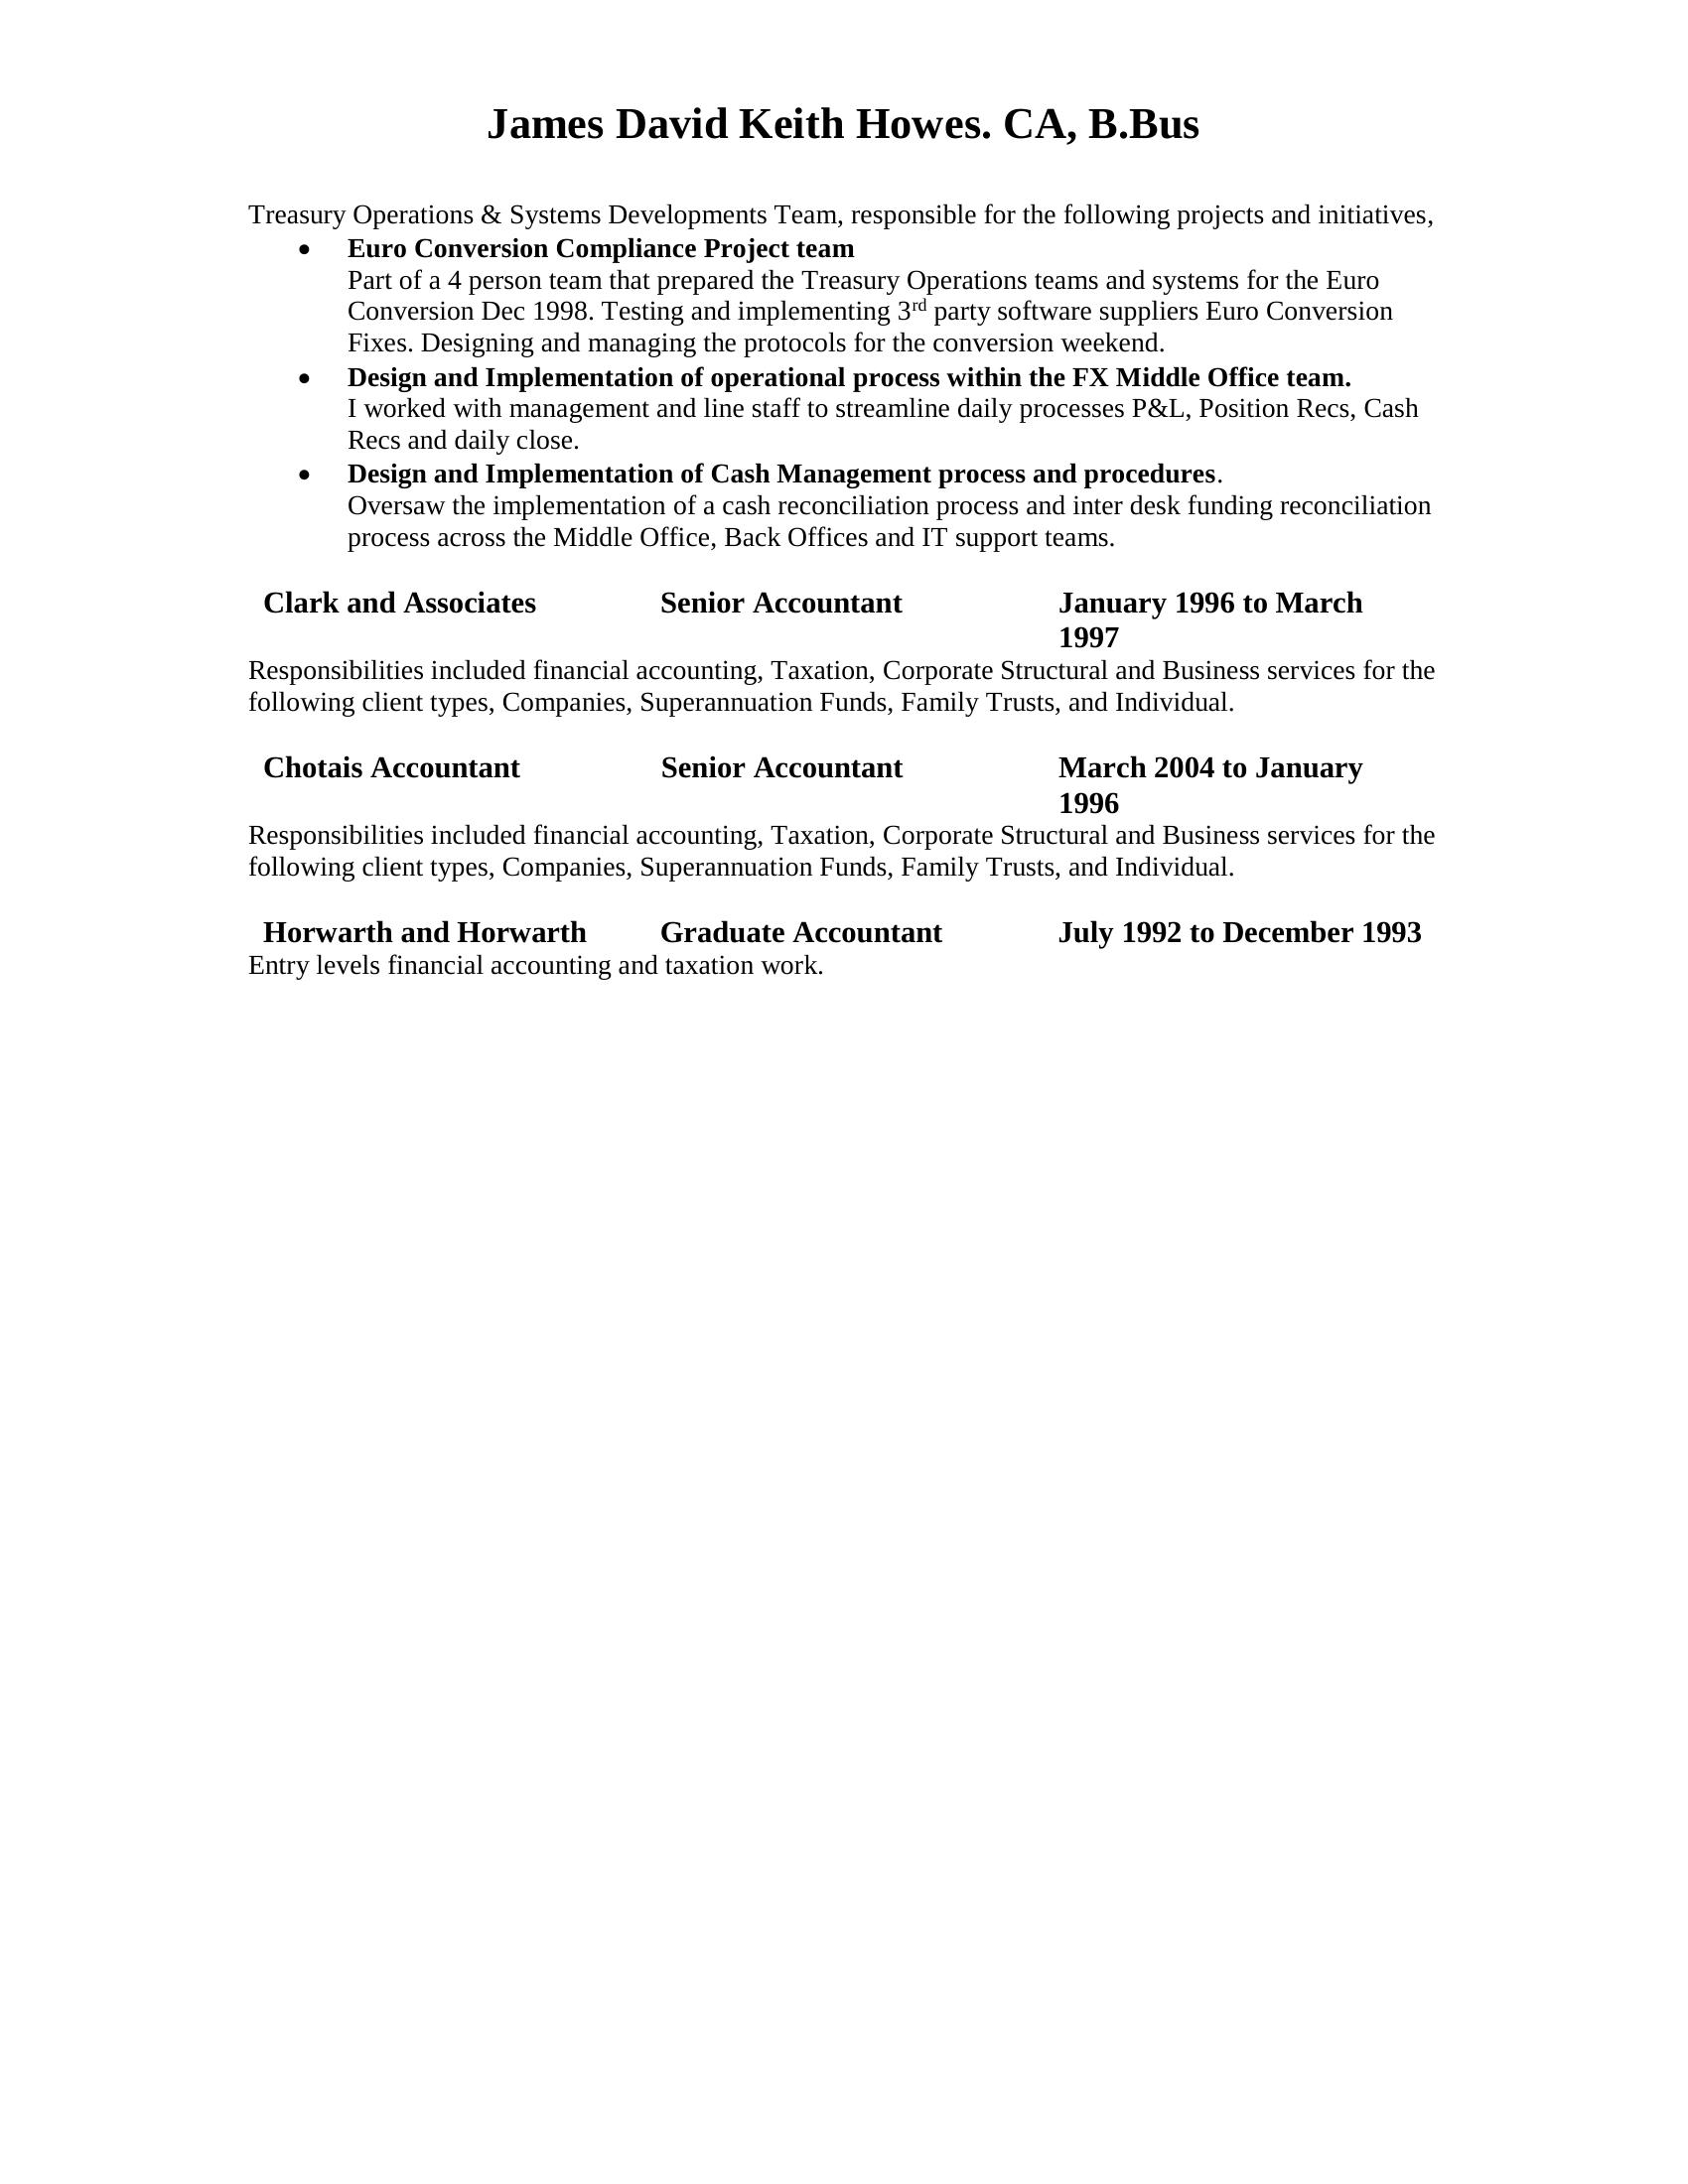 James David Keith Howes. CA, B.Bus
Treasury Operations & Systems Developments Team, responsible for the following projects and initiatives,
• Euro Conversion Compliance Project team
Part of a 4 person team that prepared the Treasury Operations teams and systems for the Euro
Conversion Dec 1998. Testing and implementing 3rd party software suppliers Euro Conversion
Fixes. Designing and managing the protocols for the conversion weekend.
• Design and Implementation of operational process within the FX Middle Office team.
I worked with management and line staff to streamline daily processes P&L, Position Recs, Cash
Recs and daily close.
• Design and Implementation of Cash Management process and procedures.
Oversaw the implementation of a cash reconciliation process and inter desk funding reconciliation
process across the Middle Office, Back Offices and IT support teams.
Clark and Associates Senior Accountant January 1996 to March
1997
Responsibilities included financial accounting, Taxation, Corporate Structural and Business services for the
following client types, Companies, Superannuation Funds, Family Trusts, and Individual.
Chotais Accountant Senior Accountant March 2004 to January
1996
Responsibilities included financial accounting, Taxation, Corporate Structural and Business services for the
following client types, Companies, Superannuation Funds, Family Trusts, and Individual.
Horwarth and Horwarth Graduate Accountant July 1992 to December 1993
Entry levels financial accounting and taxation work.